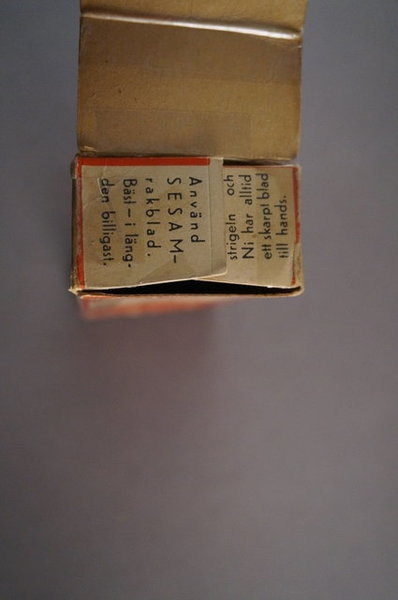 Använd
SESAM-
rakblad.
Bäst – i läng-
den billigast.
strigeln och
Ni har alltid
ett skarpt blad
till hands.